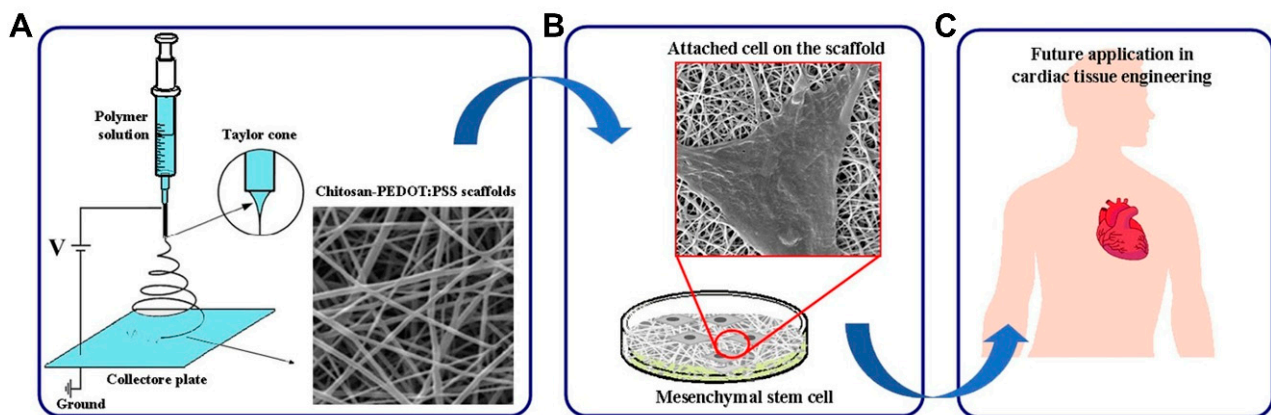 A
Polymer
solution
Taylor cone
Chitosan-PEDOT:PSS scaffolds
V
Collectore plate
Ground
B
Attached cell on the scaffold
Mesenchymal stem cell
C
Future application in
cardiac tissue engineering